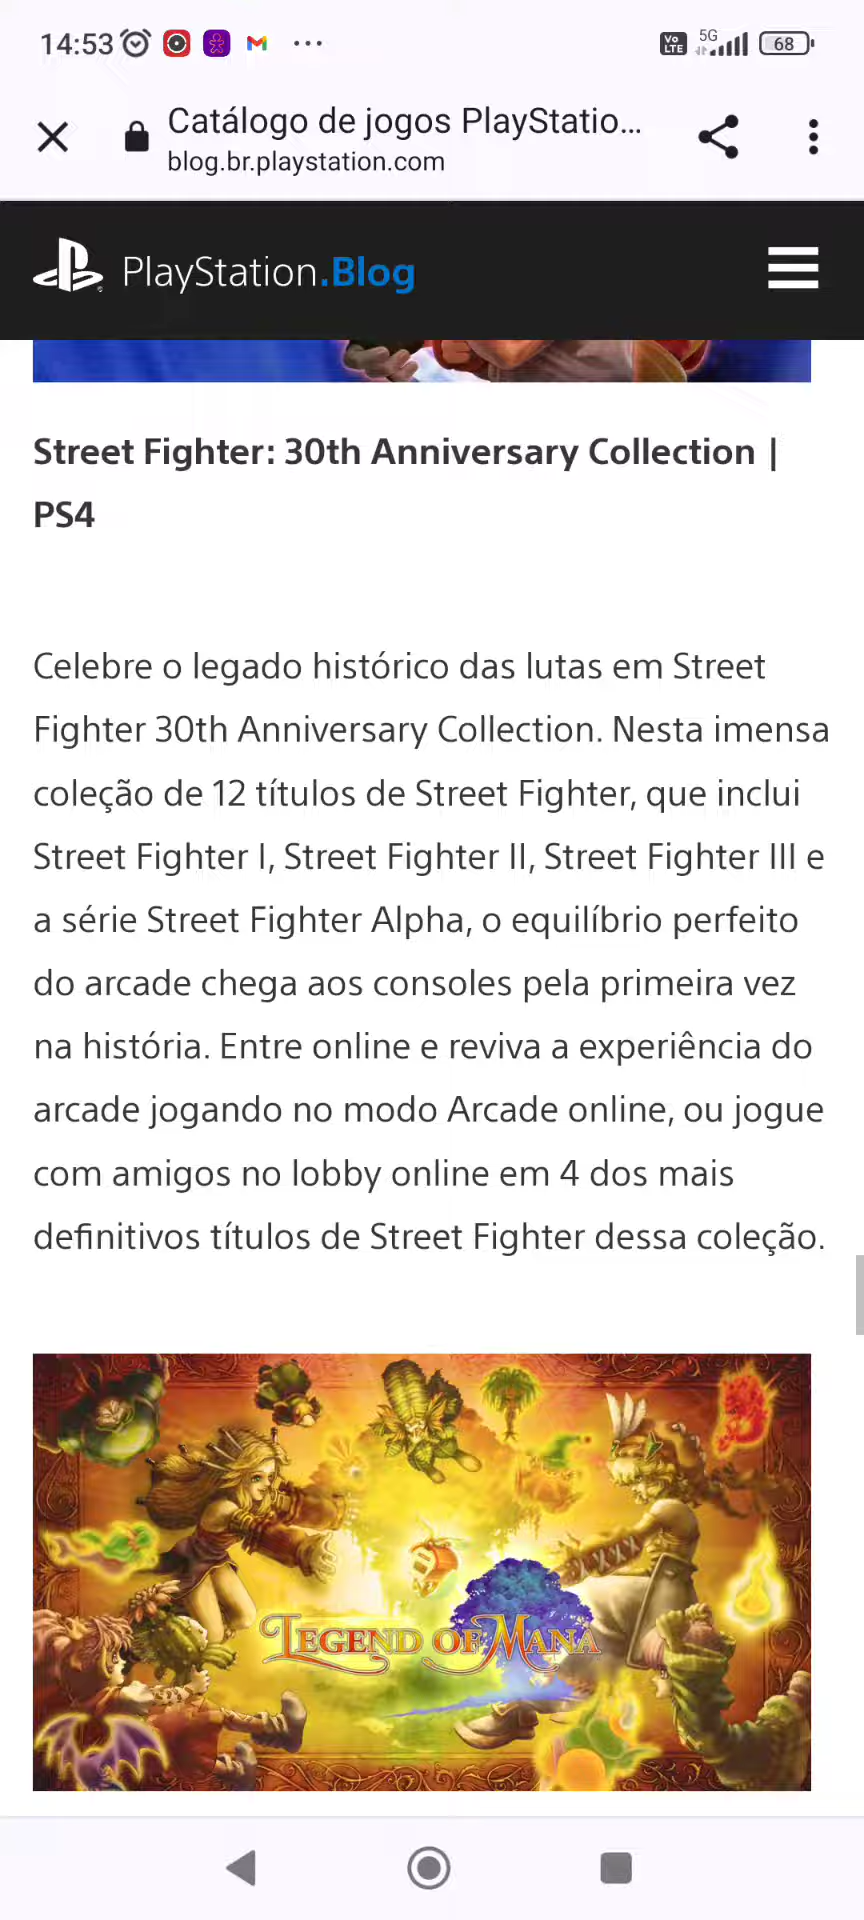 14:53
Vo LTE
5G
68
Catálogo de jogos PlayStatio...
blog.br.playstation.com
PlayStation.Blog
Street Fighter: 30th Anniversary Collection |
PS4
Celebre o legado histórico das lutas em Street
Fighter 30th Anniversary Collection. Nesta imensa
coleção de 12 títulos de Street Fighter, que inclui
Street Fighter I, Street Fighter II, Street Fighter III e
a série Street Fighter Alpha, o equilíbrio perfeito
do arcade chega aos consoles pela primeira vez
na história. Entre online e reviva a experiência do
arcade jogando no modo Arcade online, ou jogue
com amigos no lobby online em 4 dos mais
definitivos títulos de Street Fighter dessa coleção.
LEGEND OF MANA